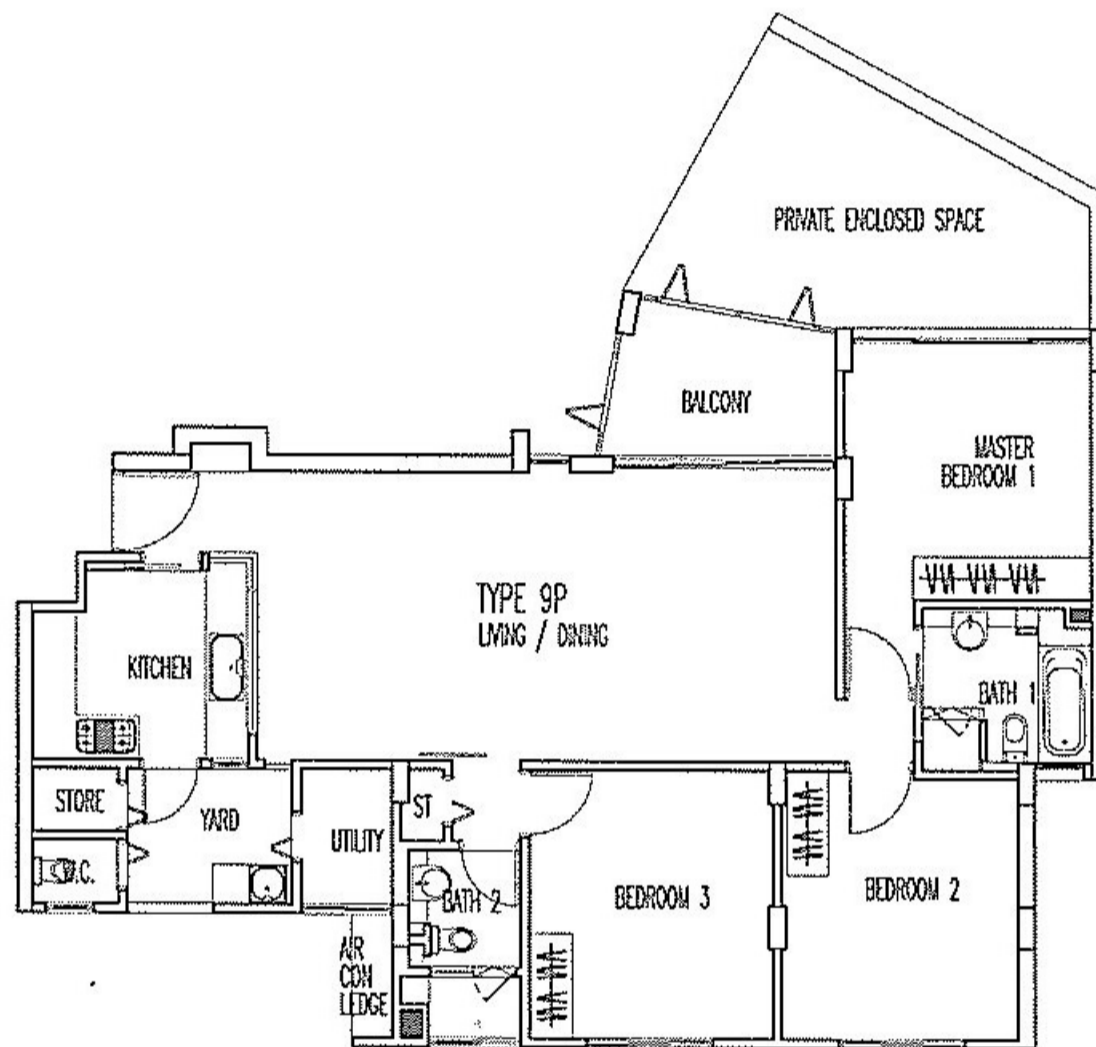 PRIVATE ENCLOSED SPACE
BALCONY
MASTER
BEDROOM 1
TYPE 9P
LIVING / DINING
KITCHEN
BATH 1
STORE
YARD
ST
UTILITY
W.C.
BATH 2
BEDROOM 3
BEDROOM 2
AIR
CON
LEDGE